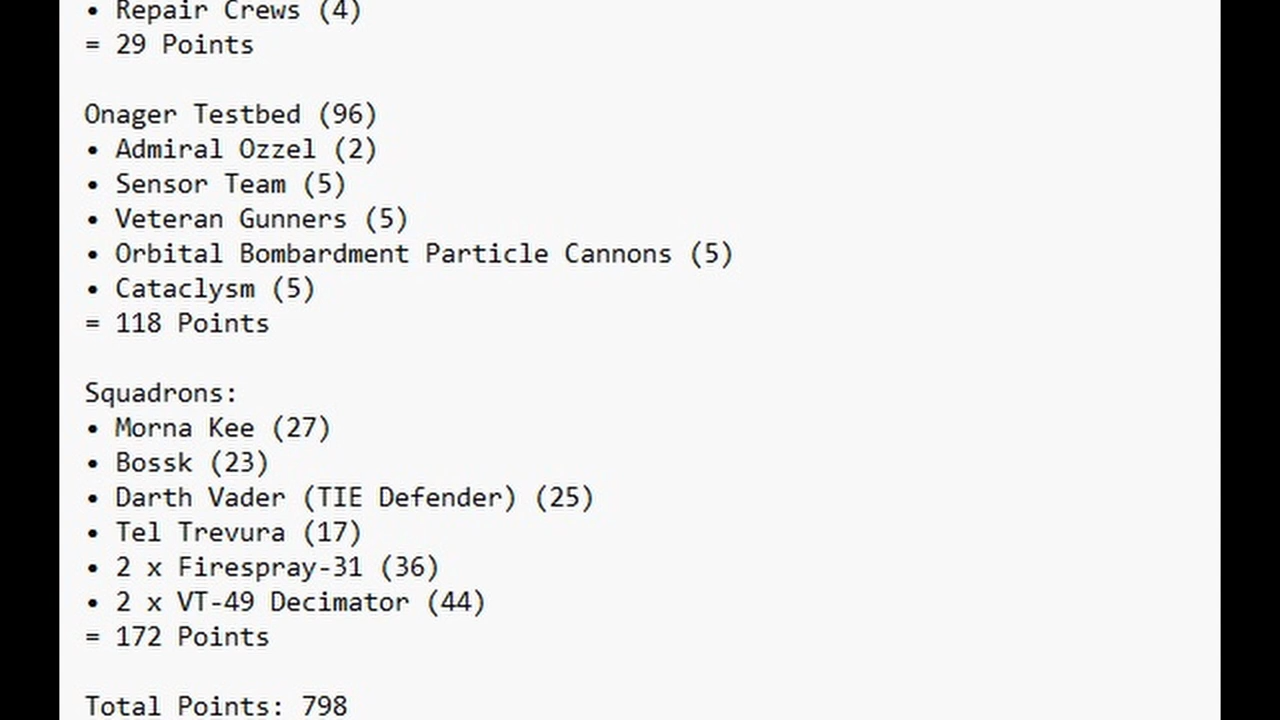 • Repair Crews (4)
= 29 Points
Onager Testbed (96)
• Admiral Ozzel (2)
• Sensor Team (5)
• Veteran Gunners (5)
• Orbital Bombardment Particle Cannons (5)
• Cataclysm (5)
= 118 Points
Squadrons:
• Morna Kee (27)
• Bossk (23)
• Darth Vader (TIE Defender) (25)
• Tel Trevura (17)
• 2 x Firespray-31 (36)
• 2 x VT-49 Decimator (44)
= 172 Points
Total Points: 798